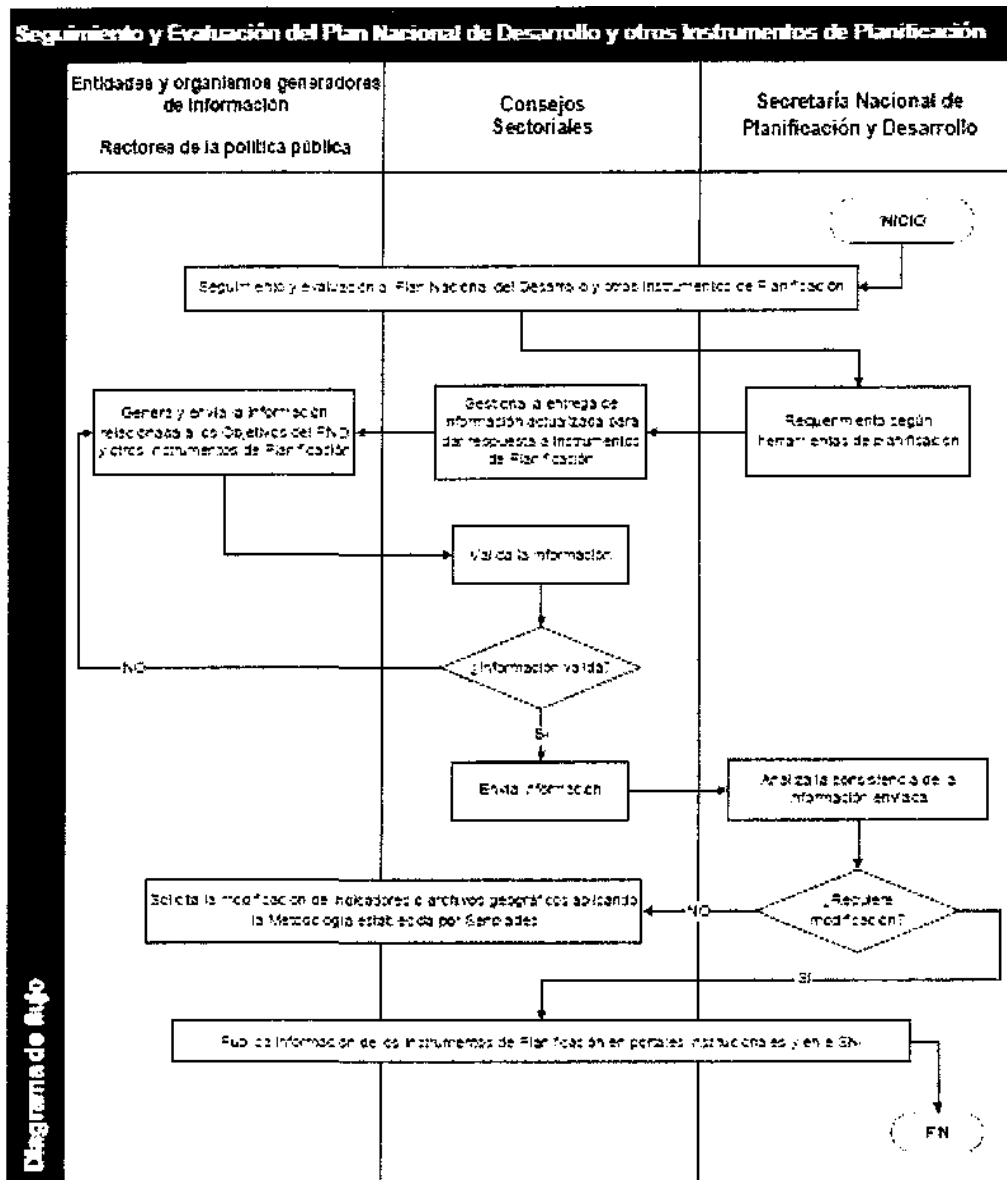 Seguimiento y Evaluación del Plan Nacional de Desarrollo y otros Instrumentos de Planificación
Entidades y organismos generadores
de información
Rectores de la política pública
Consejos
Sectoriales
Secretaría Nacional de
Planificación y Desarrollo
INICIO
Seguimiento y evaluación al Plan Nacional del Desarrollo y otros Instrumentos de Planificación
Genera y envía la información
relacionada a los Objetivos del PND
y otros Instrumentos de Planificación
Gestiona la entrega de
información actualizada para
dar respuesta a Instrumentos
de Planificación
Requerimiento según
herramientas de planificación
Valida la información
¿Información valida?
NO
SI
Envia información
Analiza la consistencia de la
información enviada
¿Requiere
modificación?
NO
Solicita la modificación de indicadores o archivos geográficos aplicando
la Metodología establecida por Senplades
SI
Publica información de los Instrumentos de Planificación en portales institucionales y en el SNI
FIN
Diagrama de flujo